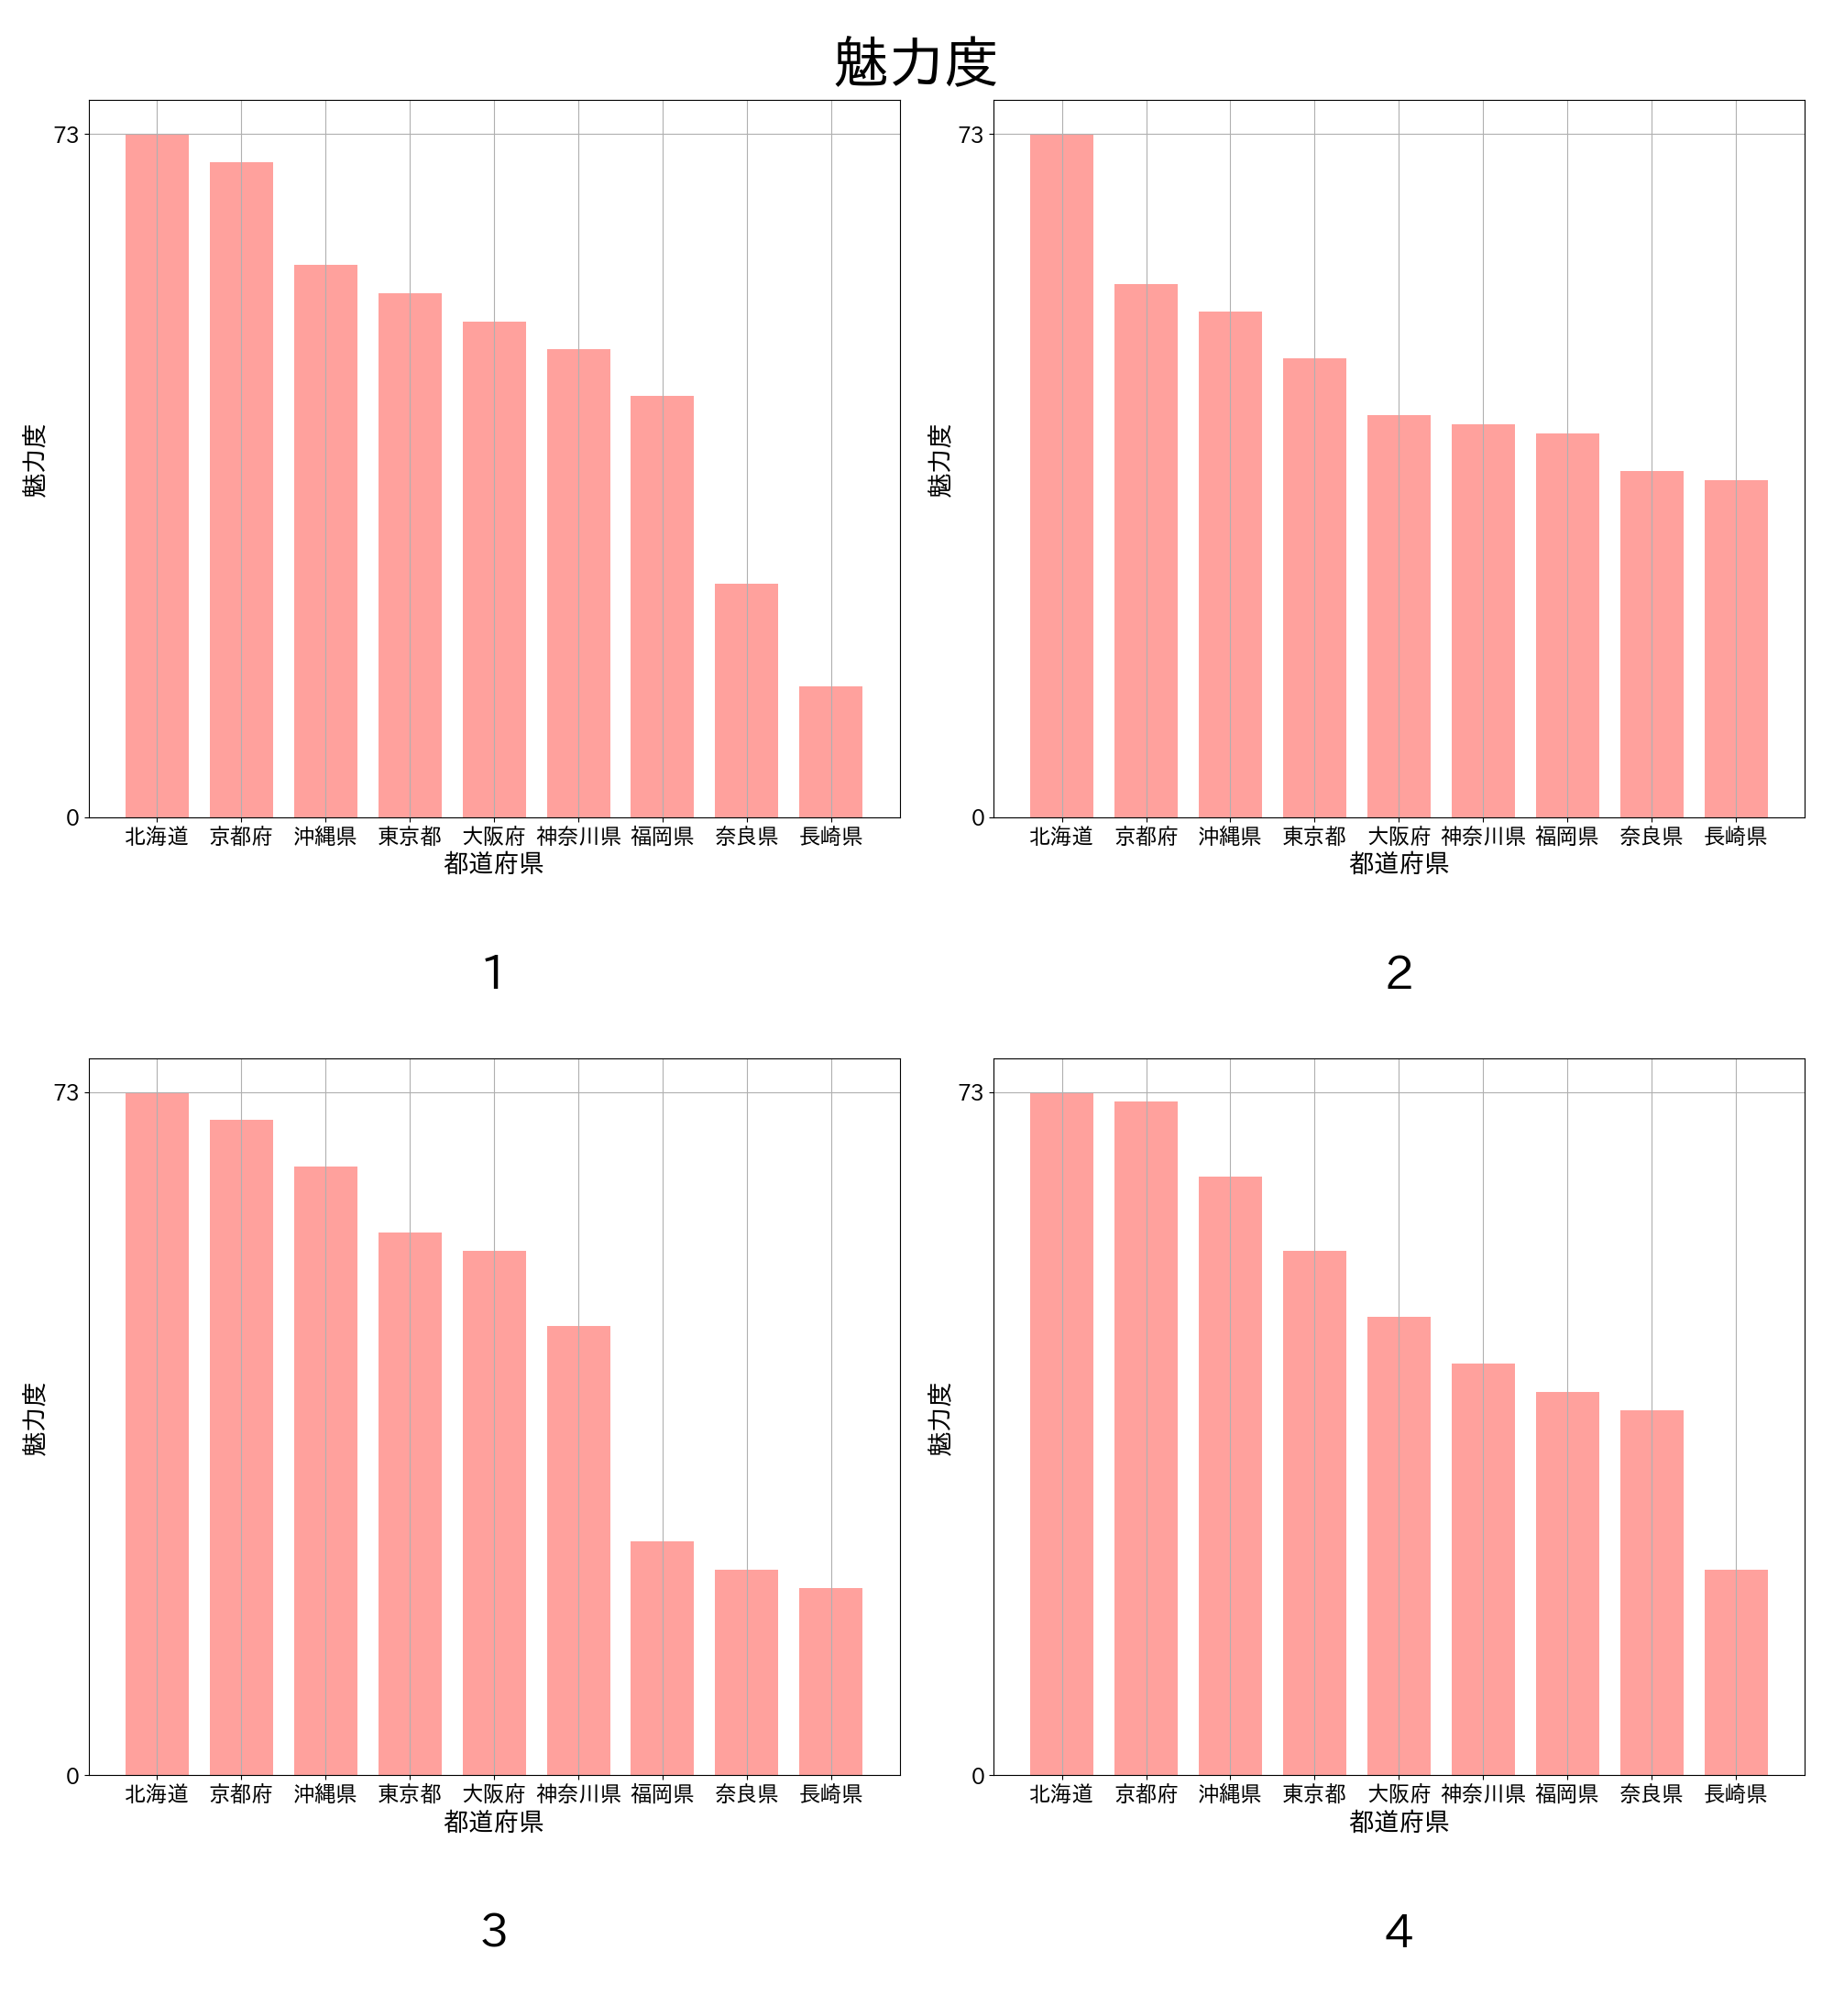 魅力度
73
0
魅力度
北海道 京都府 沖縄県 東京都 大阪府 神奈川県 福岡県 奈良県 長崎県
都道府県
1
73
0
魅力度
北海道 京都府 沖縄県 東京都 大阪府 神奈川県 福岡県 奈良県 長崎県
都道府県
2
73
0
魅力度
北海道 京都府 沖縄県 東京都 大阪府 神奈川県 福岡県 奈良県 長崎県
都道府県
3
73
0
魅力度
北海道 京都府 沖縄県 東京都 大阪府 神奈川県 福岡県 奈良県 長崎県
都道府県
4